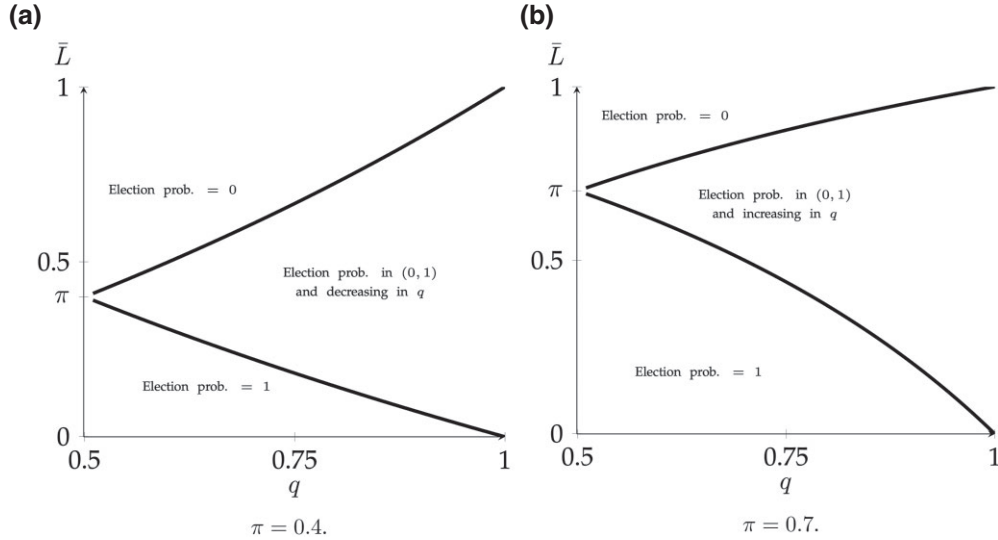 (a)
L̄
1
0.5
π
0
0.5
0.75
1
q
Election prob. = 0
Election prob. in (0, 1)
and decreasing in q
Election prob. = 1
π = 0.4.
(b)
L̄
1
π
0.5
0
0.5
0.75
1
q
Election prob. = 0
Election prob. in (0, 1)
and increasing in q
Election prob. = 1
π = 0.7.